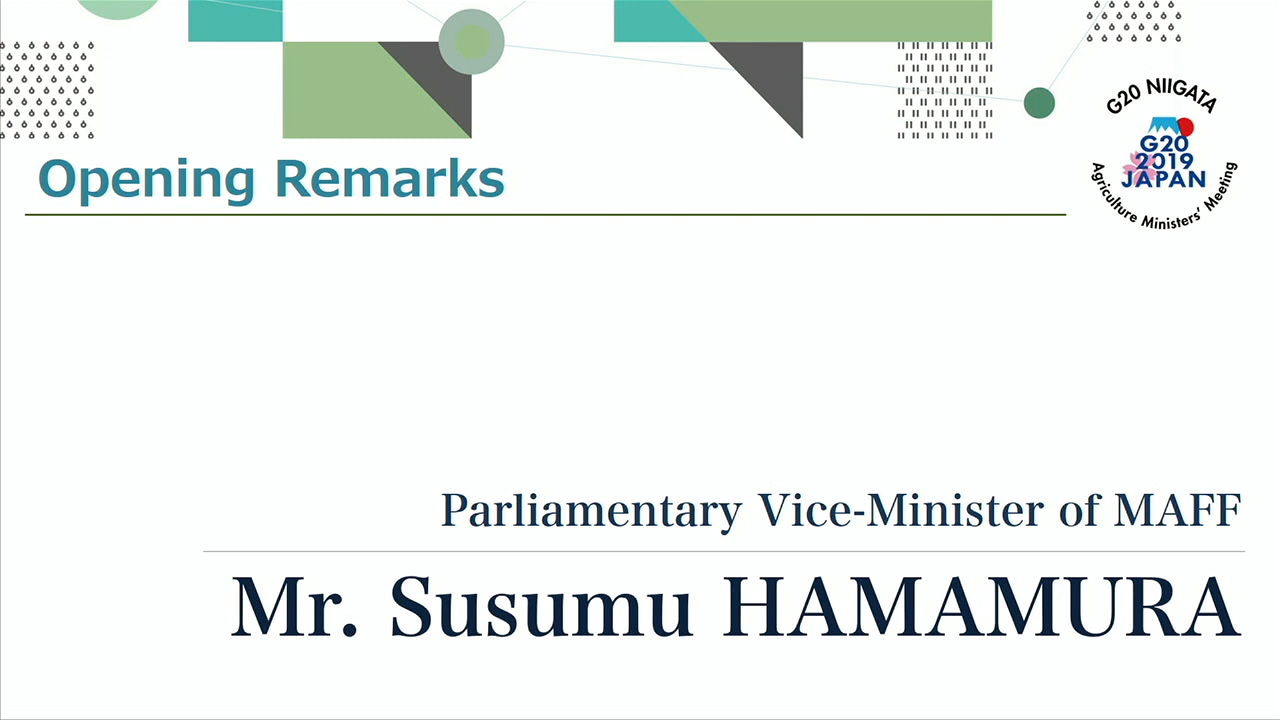 G20 NIIGATA
G20
2019
JAPAN
Agriculture Ministers' Meeting
Opening Remarks
Parliamentary Vice-Minister of MAFF
Mr. Susumu HAMAMURA